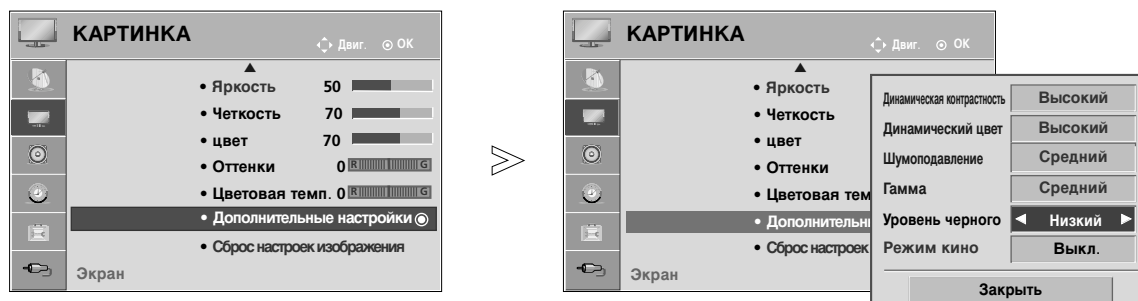 КАРТИНКА
Двиг. OK
• Яркость 50
• Четкость 70
• цвет 70
• Оттенки 0 R G
• Цветовая темп. 0 R G
• Дополнительные настройки
• Сброс настроек изображения
Экран
КАРТИНКА
Двиг. OK
• Яркость
• Четкость
• цвет
• Оттенки
• Цветовая тем
• Дополнительн
• Сброс настроек
Экран
Динамическая контрастность Высокий
Динамический цвет Высокий
Шумоподавление Средний
Гамма Средний
Уровень черного Низкий
Режим кино Выкл.
Закрыть